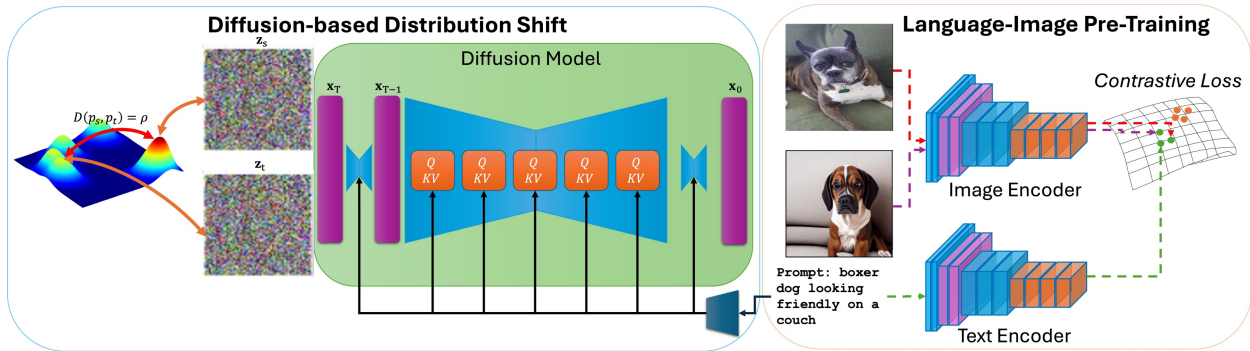 Diffusion-based Distribution Shift
Language-Image Pre-Training
z_s
Diffusion Model
x_T
x_{T-1}
x_0
D(p_s, p_t) = ρ
Q
KV
Q
KV
Q
KV
Q
KV
Q
KV
z_t
Contrastive Loss
Image Encoder
Prompt: boxer
dog looking
friendly on a
couch
Text Encoder